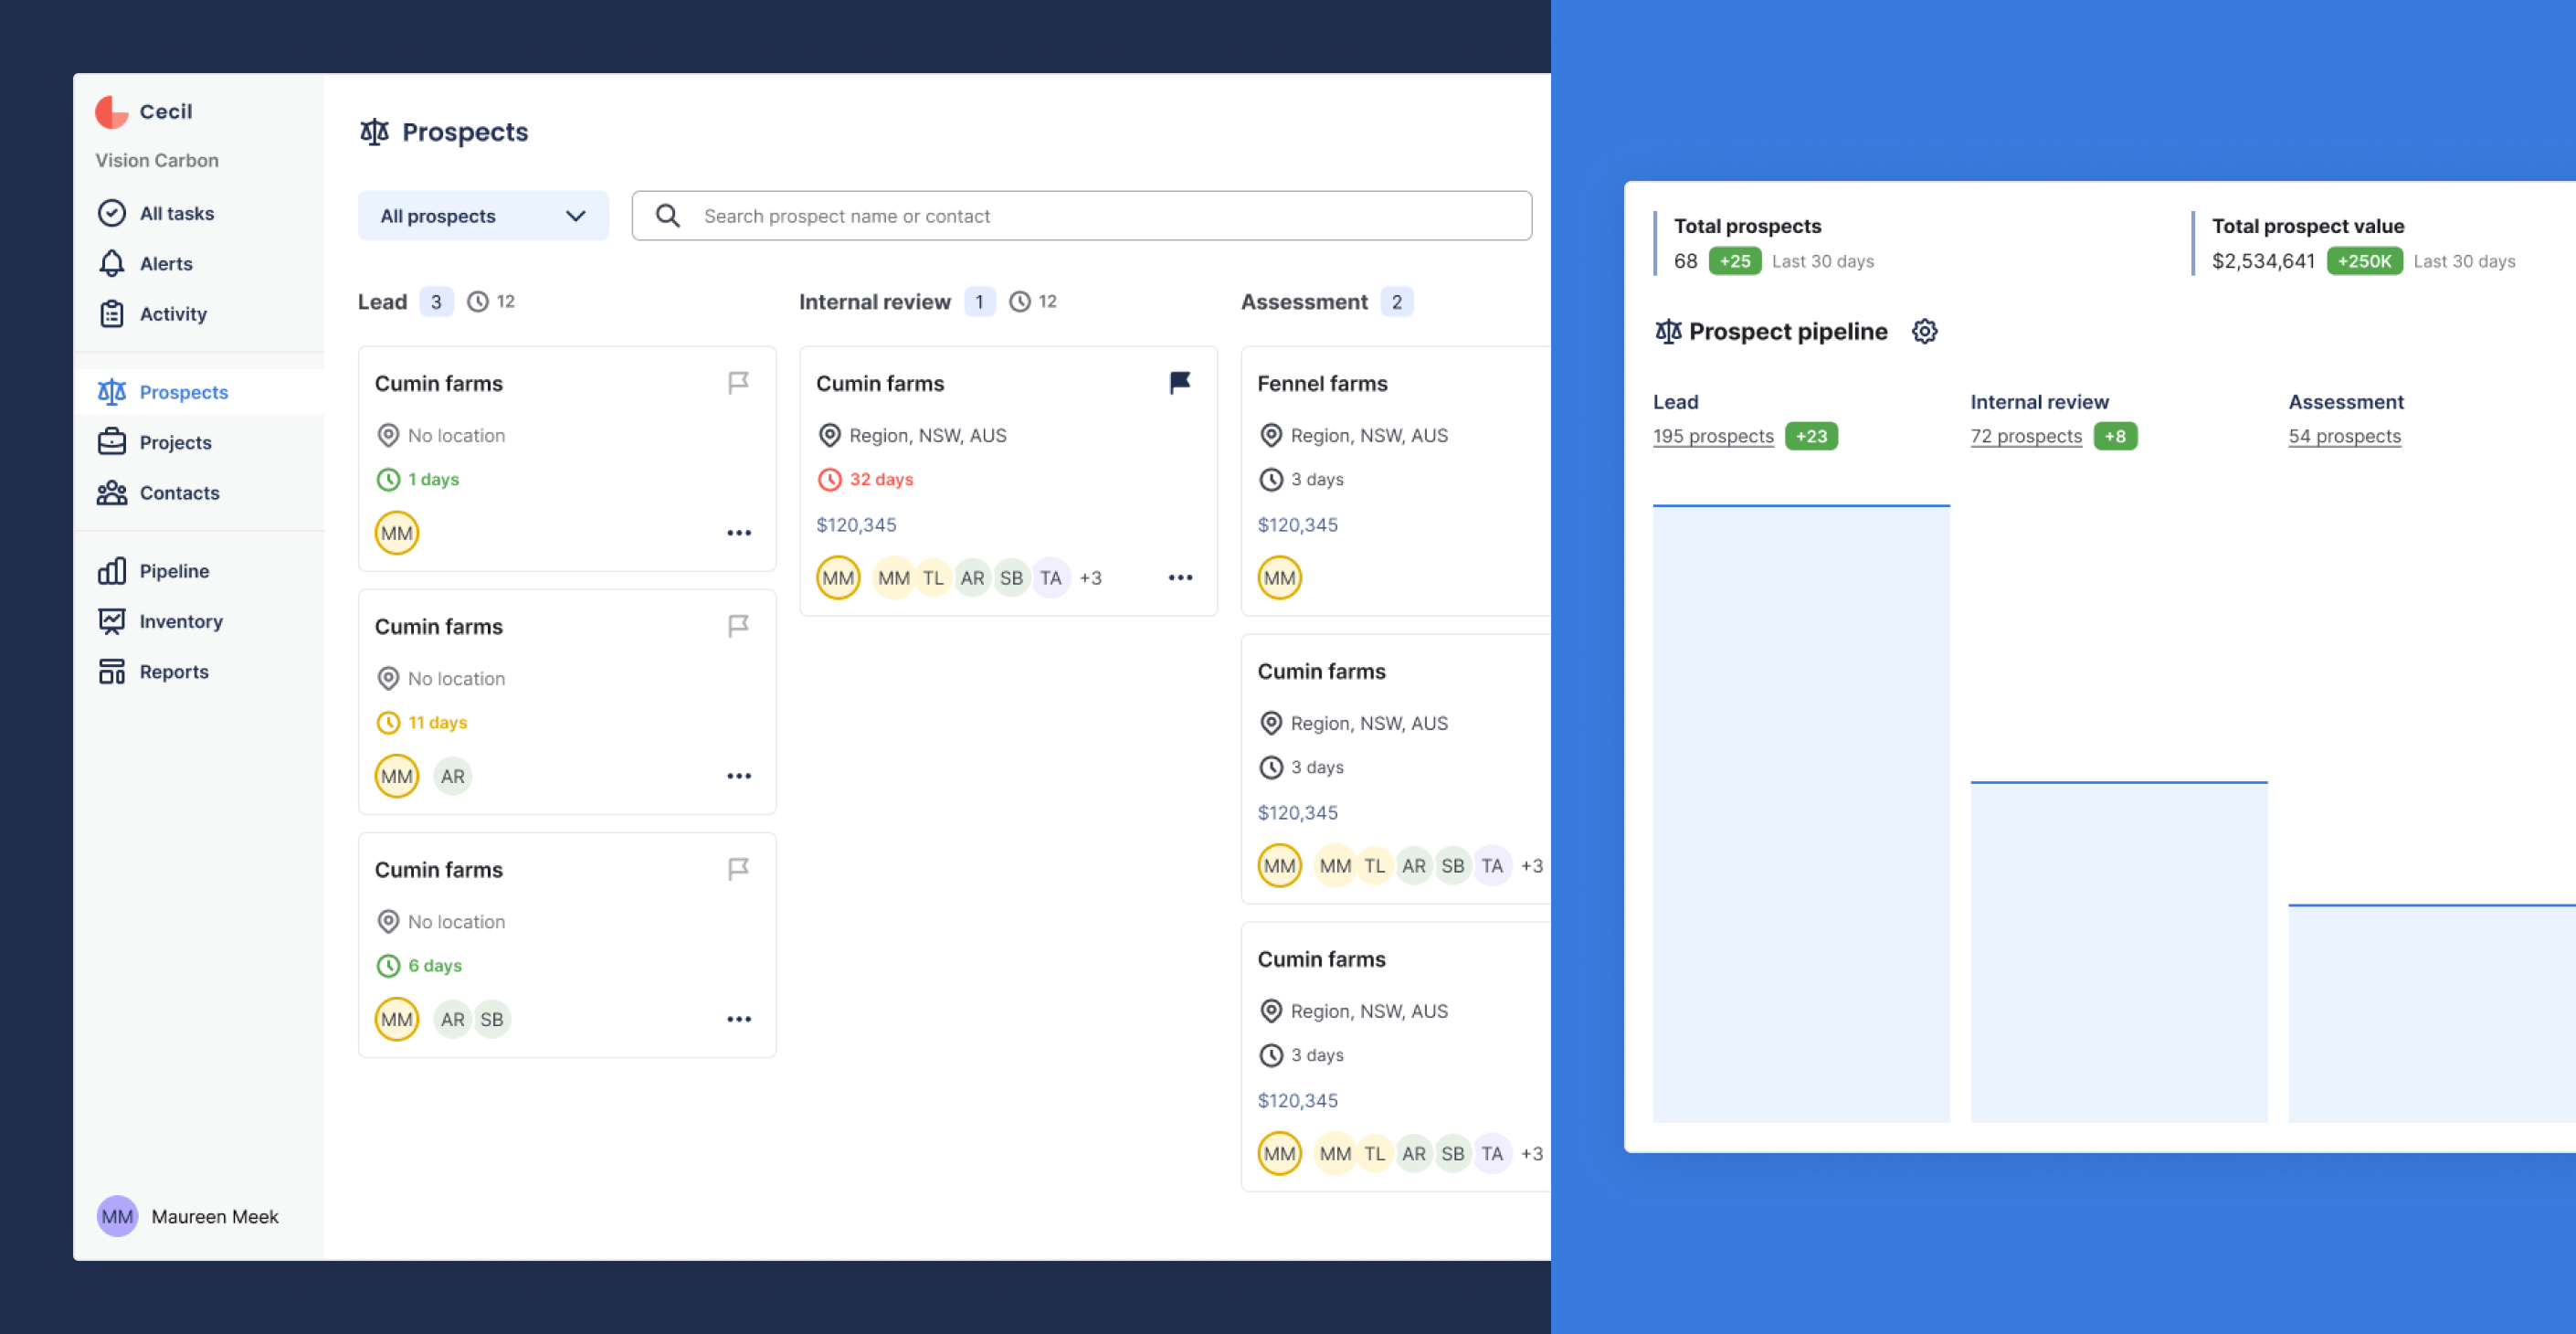 Cecil
Vision Carbon
All tasks
Alerts
Activity
Prospects
Projects
Contacts
Pipeline
Inventory
Reports
MM Maureen Meek
Prospects
All prospects
Search prospect name or contact
Lead 3 12
Cumin farms
No location
1 days
MM
Cumin farms
No location
11 days
MM AR
Cumin farms
No location
6 days
MM AR SB
Internal review 1 12
Cumin farms
Region, NSW, AUS
32 days
$120,345
MM MM TL AR SB TA +3
Assessment 2
Fennel farms
Region, NSW, AUS
3 days
$120,345
MM
Cumin farms
Region, NSW, AUS
3 days
$120,345
MM MM TL AR SB TA +3
Cumin farms
Region, NSW, AUS
3 days
$120,345
MM MM TL AR SB TA +3
Total prospects
68 +25 Last 30 days
Total prospect value
$2,534,641 +250K Last 30 days
Prospect pipeline
Lead
195 prospects +23
Internal review
72 prospects +8
Assessment
54 prospects